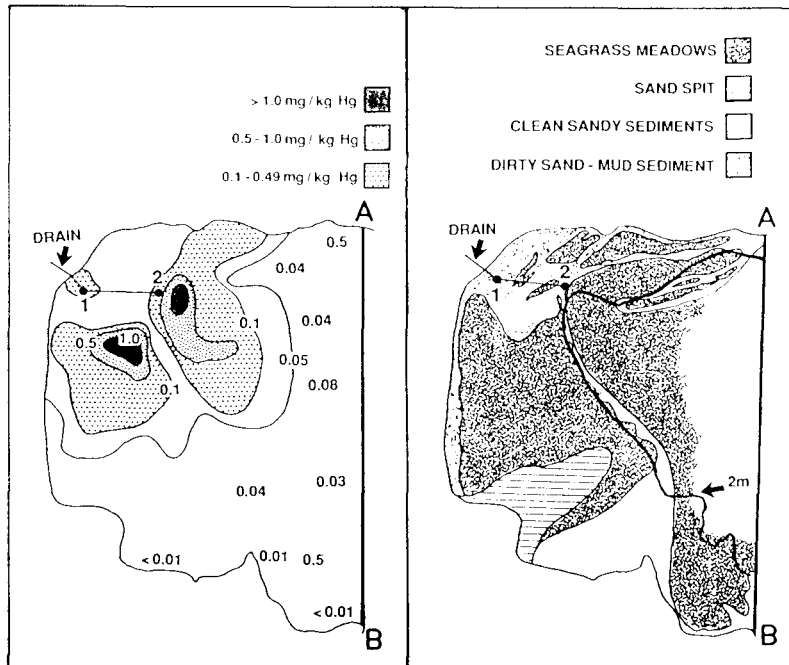 > 1.0 mg / kg Hg
0.5 - 1.0 mg / kg Hg
0.1 - 0.49 mg / kg Hg
A
DRAIN
0.5
0.04
2
1
0.1
0.04
0.5
1.0
0.05
0.1
0.08
0.03
0.04
< 0.01
0.01
0.5
< 0.01
B
SEAGRASS MEADOWS
SAND SPIT
CLEAN SANDY SEDIMENTS
DIRTY SAND - MUD SEDIMENT
A
DRAIN
2
1
2m
B